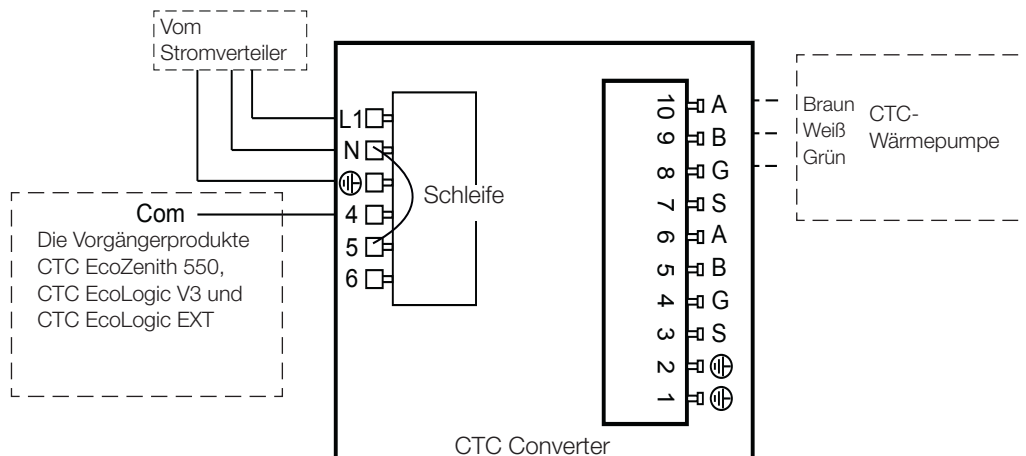 Vom
Stromverteiler
L1
N
4
5
6
Schleife
Com
Die Vorgängerprodukte
CTC EcoZenith 550,
CTC EcoLogic V3 und
CTC EcoLogic EXT
10 A
9 B
8 G
7 S
6 A
5 B
4 G
3 S
2
1
Braun
Weiß
Grün
CTC-
Wärmepumpe
CTC Converter